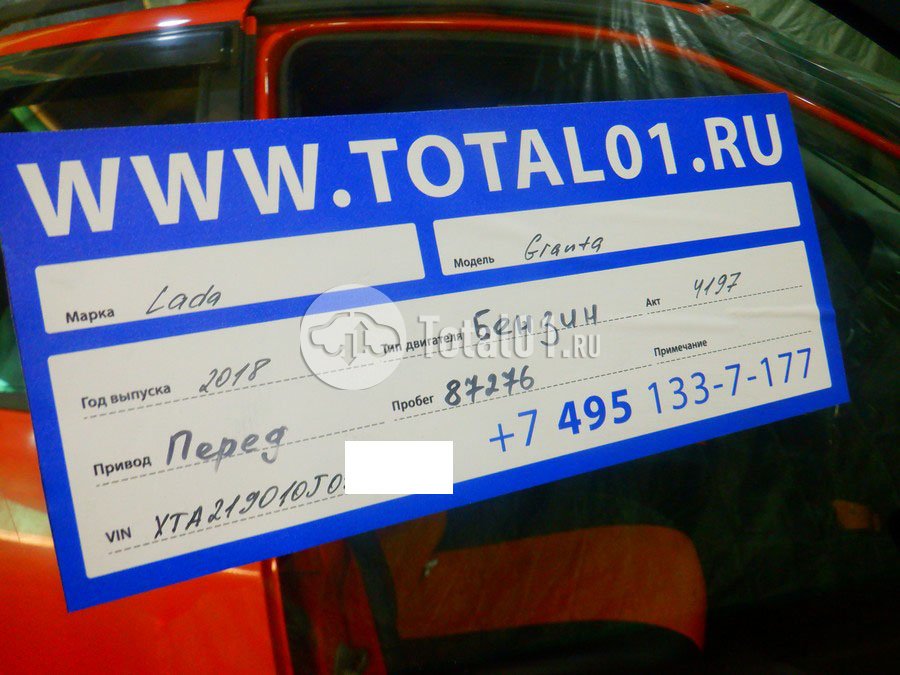 WWW.TOTAL01.RU
Марка Lada Модель Granta
Год выпуска 2018 Тип двигателя Бензин Акт 4197
Привод Перед Пробег 87276 Примечание
VIN XTA219010J0 +7 495 133-7-177
Total01.RU